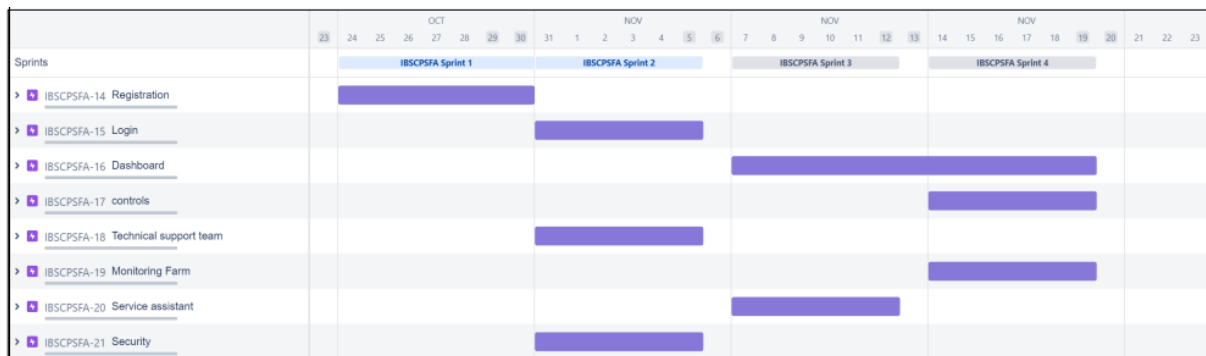 OCT NOV NOV NOV
23 24 25 26 27 28 29 30 31 1 2 3 4 5 6 7 8 9 10 11 12 13 14 15 16 17 18 19 20 21 22 23
Sprints IBSCPSFA Sprint 1 IBSCPSFA Sprint 2 IBSCPSFA Sprint 3 IBSCPSFA Sprint 4
IBSCPSFA-14 Registration
IBSCPSFA-15 Login
IBSCPSFA-16 Dashboard
IBSCPSFA-17 controls
IBSCPSFA-18 Technical support team
IBSCPSFA-19 Monitoring Farm
IBSCPSFA-20 Service assistant
IBSCPSFA-21 Security